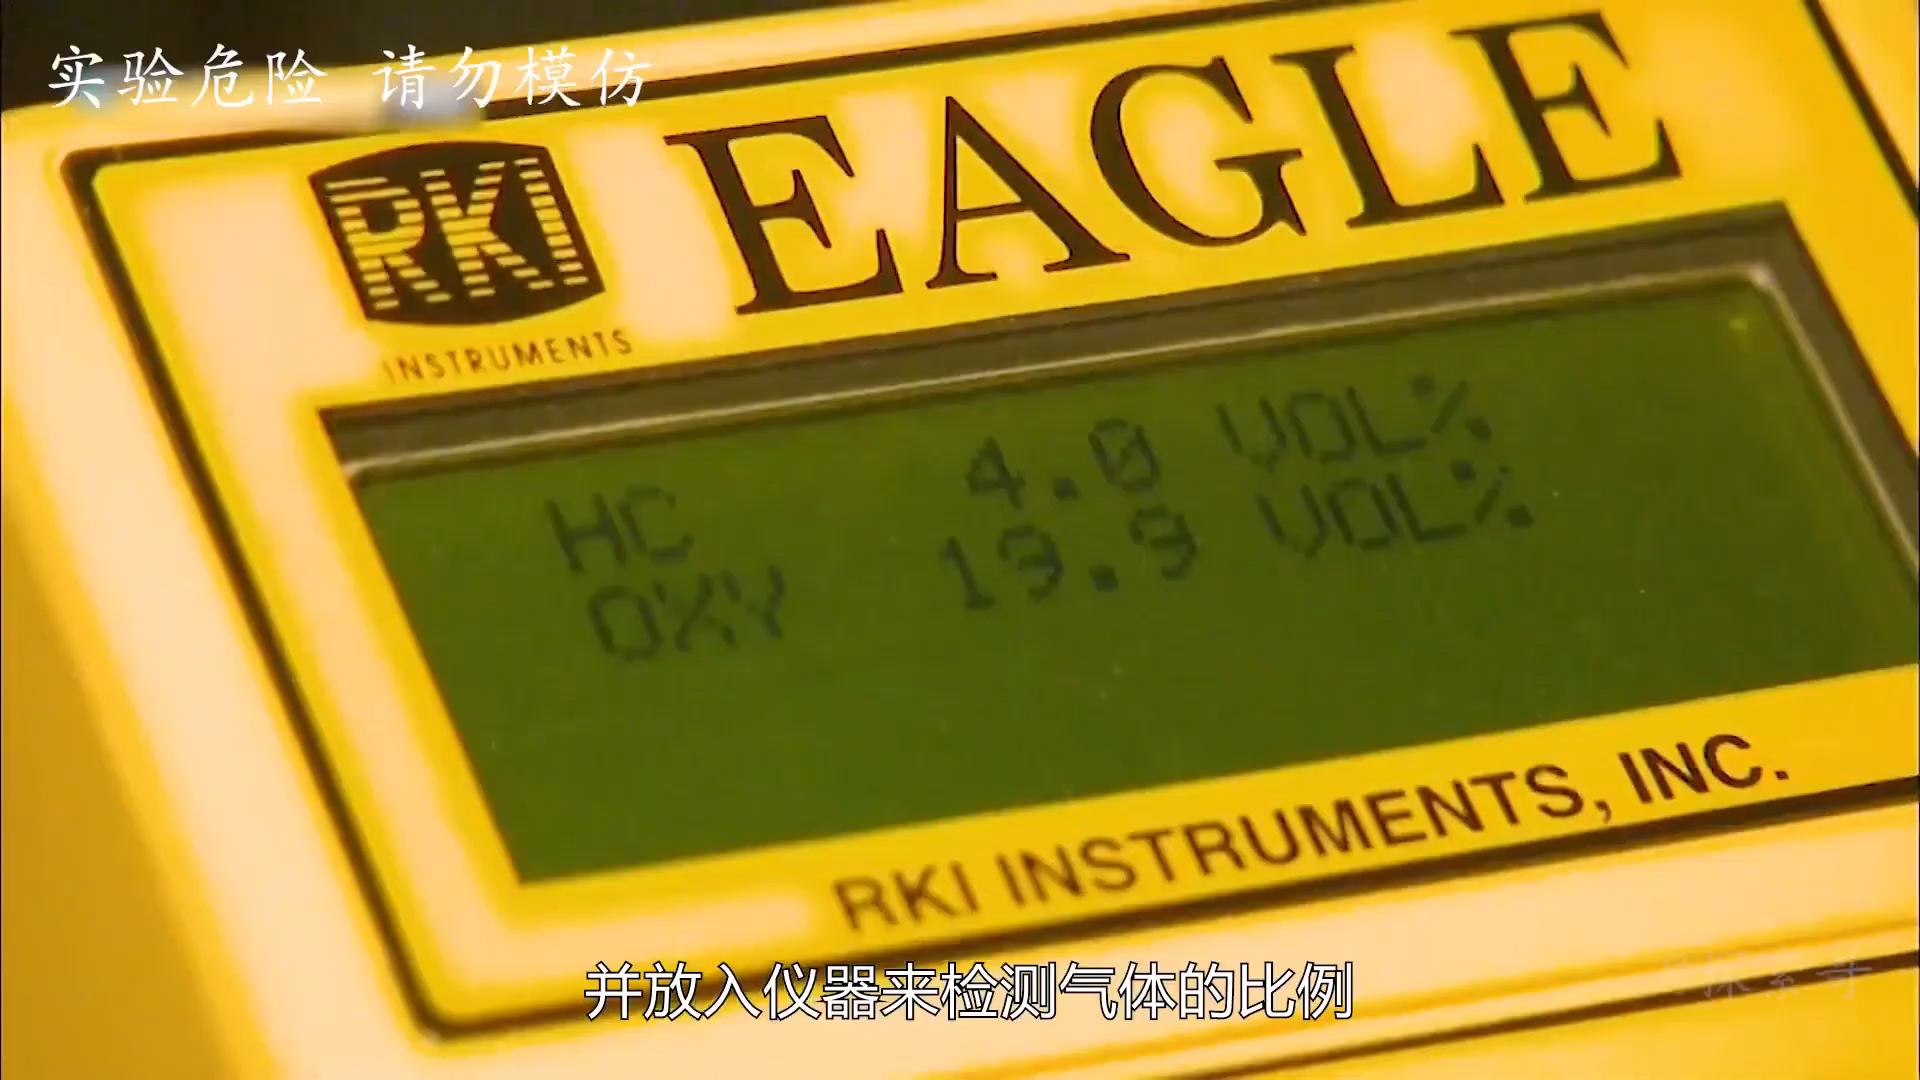 实验危险 请勿模仿
RKI
INSTRUMENTS
EAGLE
HC 4.0 VOL%
OXY 19.9 VOL%
RKI INSTRUMENTS, INC.
并放入仪器来检测气体的比例